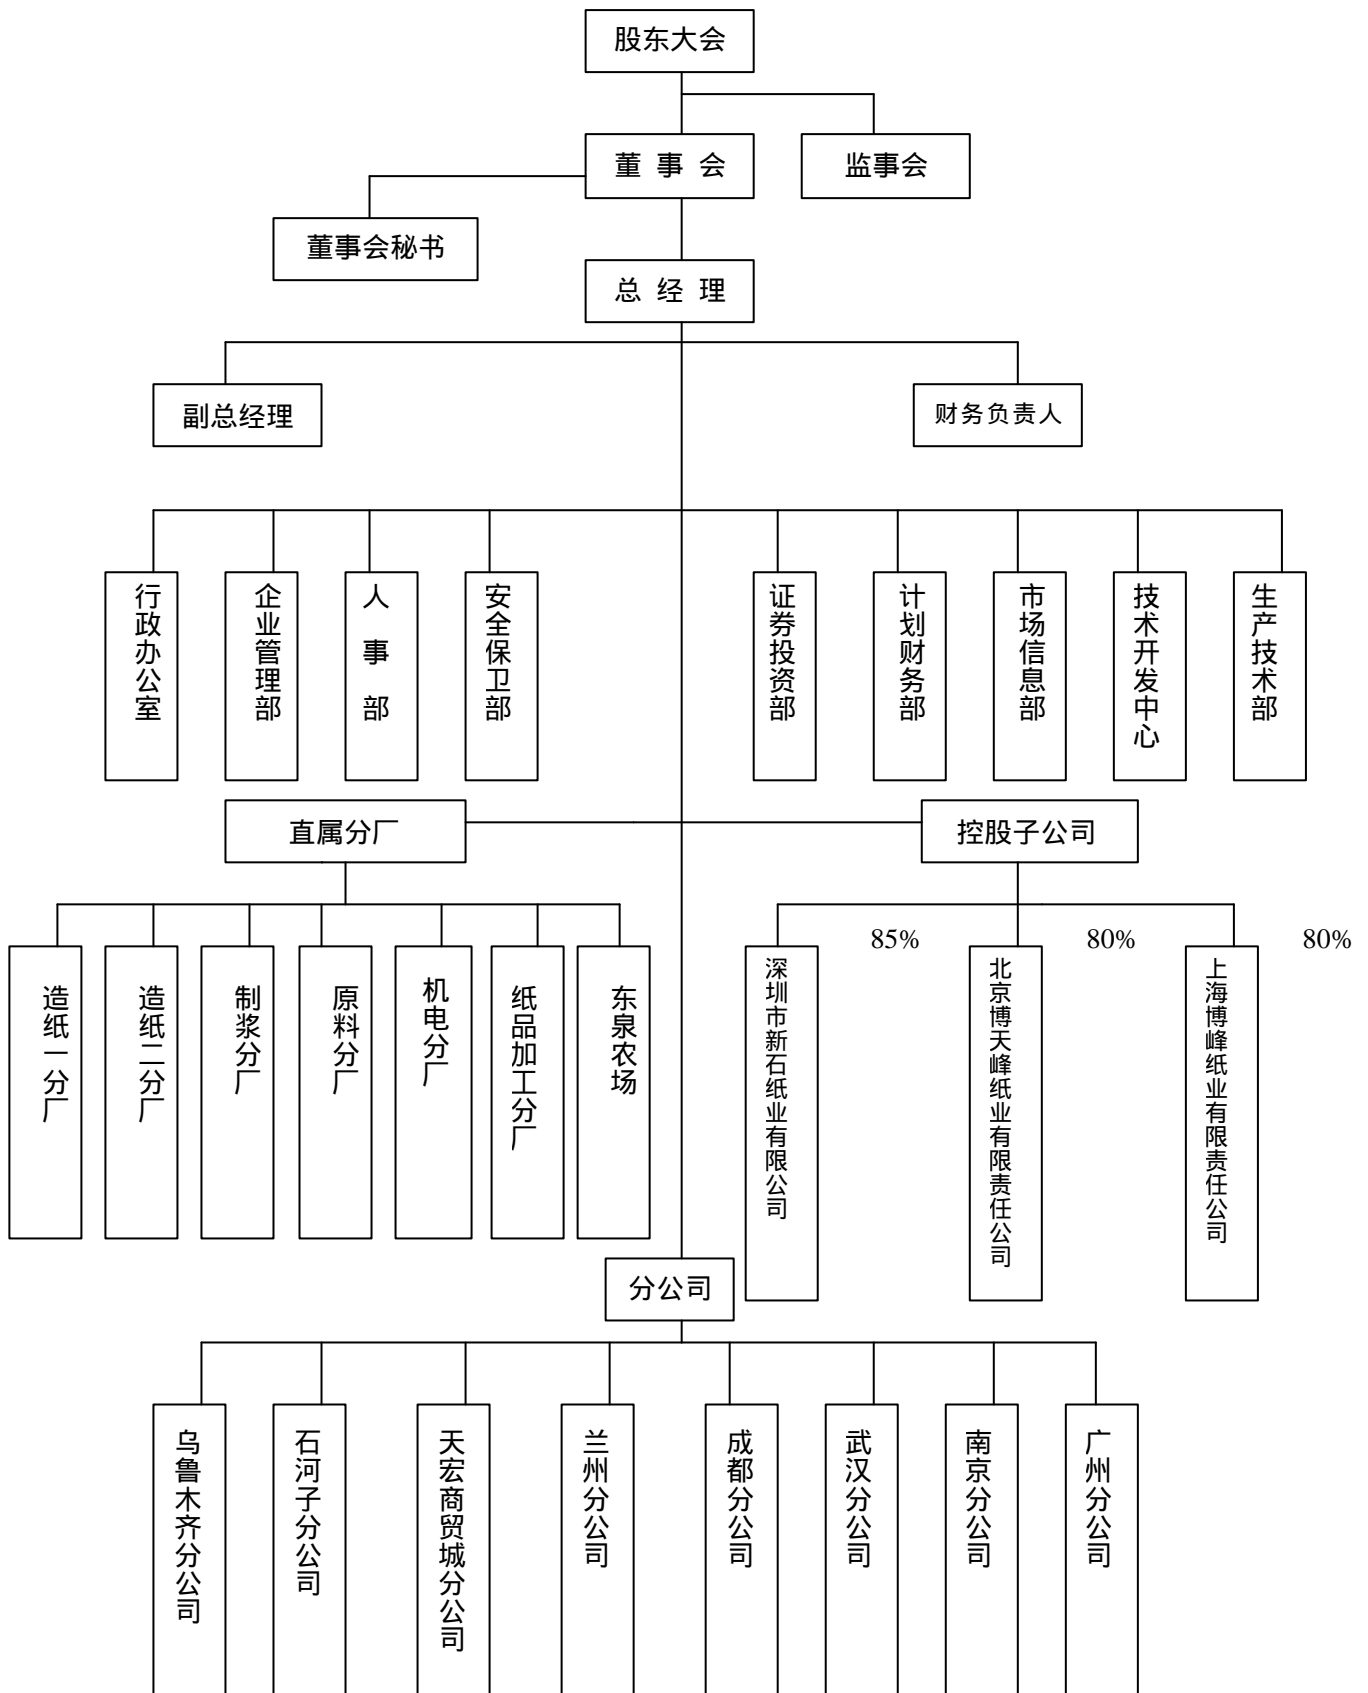 股东大会
董 事 会
监事会
董事会秘书
总 经 理
副总经理
财务负责人
行政办公室
企业管理部
人 事 部
安全保卫部
证券投资部
计划财务部
市场信息部
技术开发中心
生产技术部
直属分厂
控股子公司
造纸一分厂
造纸二分厂
制浆分厂
原料分厂
机电分厂
纸品加工分厂
东泉农场
深圳市新石纸业有限公司
85%
北京博天峰纸业有限责任公司
80%
上海博峰纸业有限责任公司
80%
分公司
乌鲁木齐分公司
石河子分公司
天宏商贸城分公司
兰州分公司
成都分公司
武汉分公司
南京分公司
广州分公司